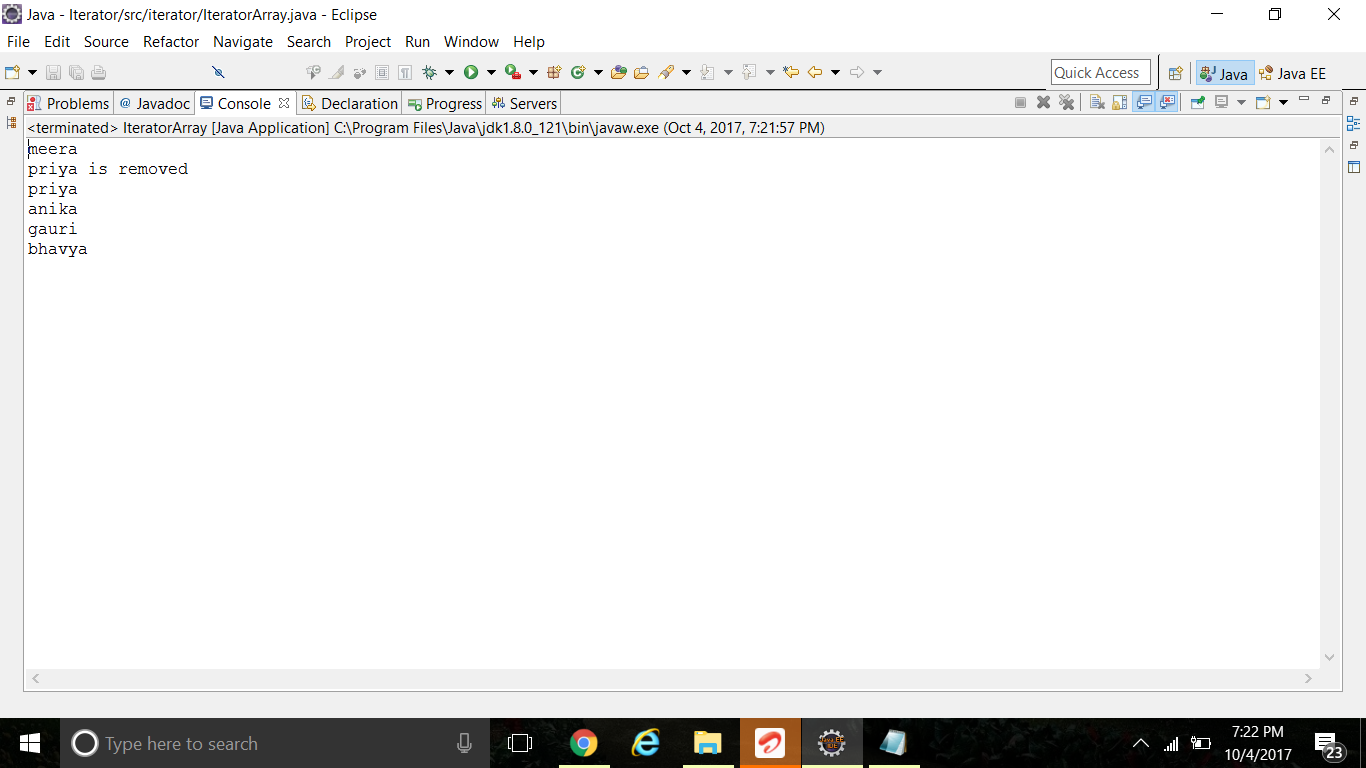 Java - Iterator/src/iterator/IteratorArray.java - Eclipse
File Edit Source Refactor Navigate Search Project Run Window Help
Quick Access Java Java EE
Problems @ Javadoc Console Declaration Progress Servers
<terminated> IteratorArray [Java Application] C:\Program Files\Java\jdk1.8.0_121\bin\javaw.exe (Oct 4, 2017, 7:21:57 PM)
meera
priya is removed
priya
anika
gauri
bhavya
Type here to search
7:22 PM
10/4/2017
23